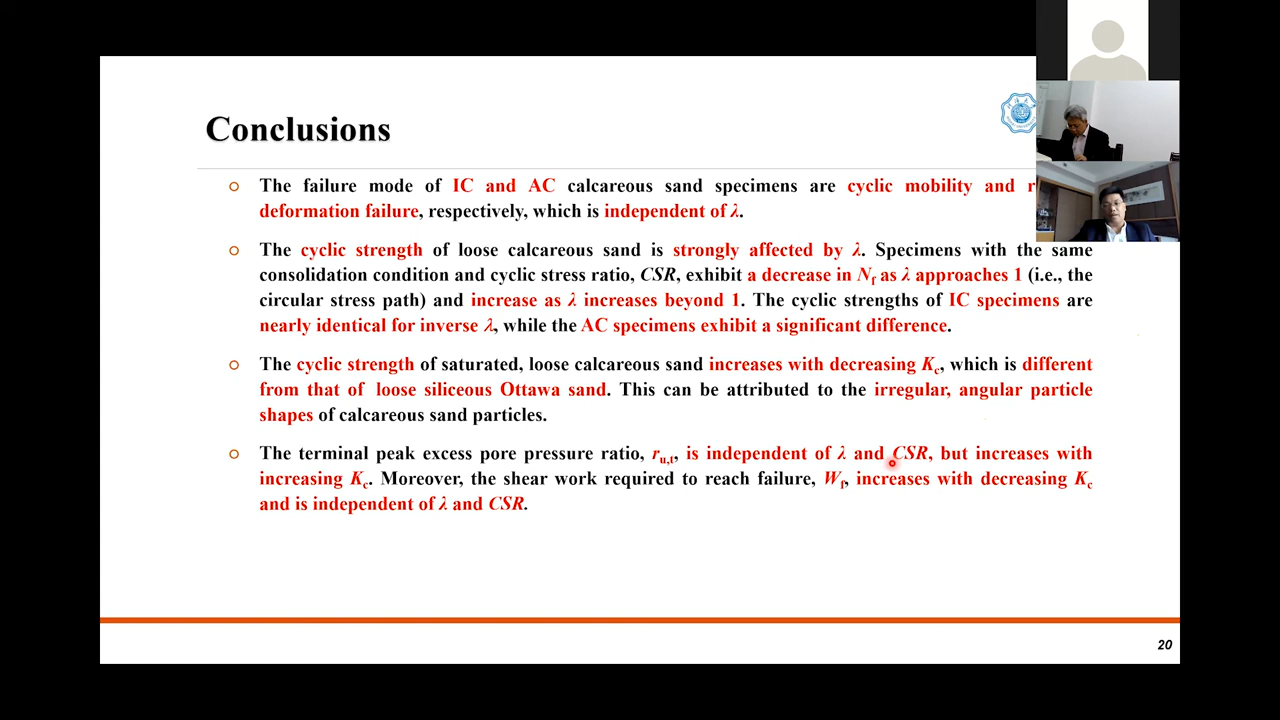 Conclusions
The failure mode of IC and AC calcareous sand specimens are cyclic mobility and
deformation failure, respectively, which is independent of λ.
The cyclic strength of loose calcareous sand is strongly affected by λ. Specimens with the same
consolidation condition and cyclic stress ratio, CSR, exhibit a decrease in Nf as λ approaches 1 (i.e., the
circular stress path) and increase as λ increases beyond 1. The cyclic strengths of IC specimens are
nearly identical for inverse λ, while the AC specimens exhibit a significant difference.
The cyclic strength of saturated, loose calcareous sand increases with decreasing Kc, which is different
from that of loose siliceous Ottawa sand. This can be attributed to the irregular, angular particle
shapes of calcareous sand particles.
The terminal peak excess pore pressure ratio, ru,t, is independent of λ and CSR, but increases with
increasing Kc. Moreover, the shear work required to reach failure, Wf, increases with decreasing Kc
and is independent of λ and CSR.
20